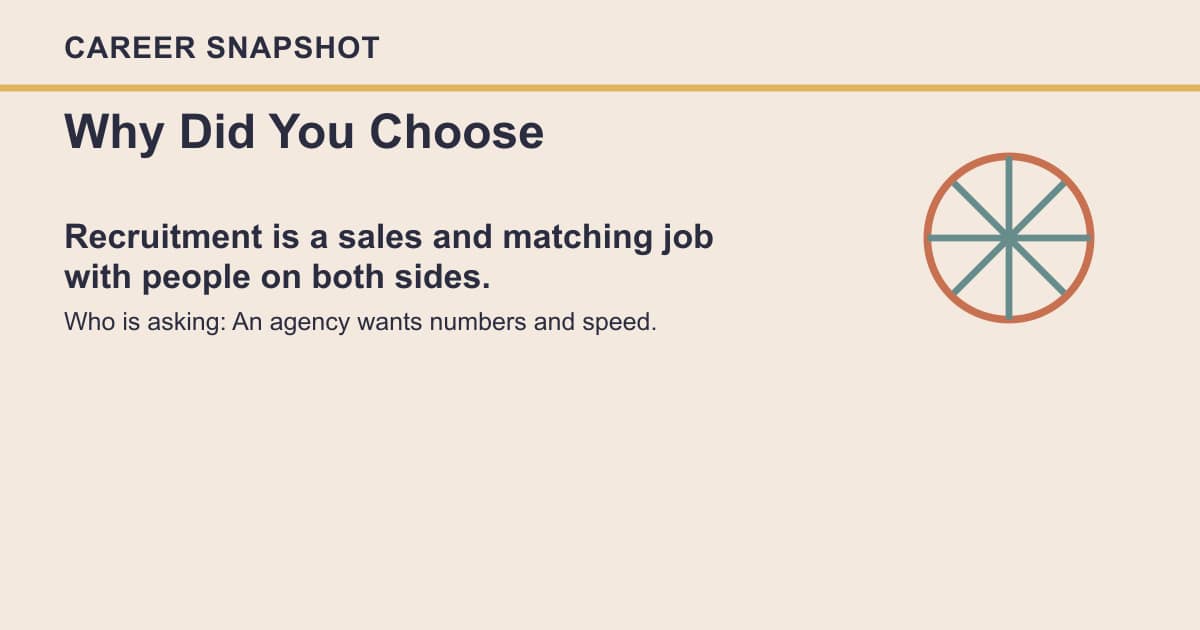 CAREER SNAPSHOT
Why Did You Choose
Recruitment is a sales and matching job
with people on both sides.
Who is asking: An agency wants numbers and speed.